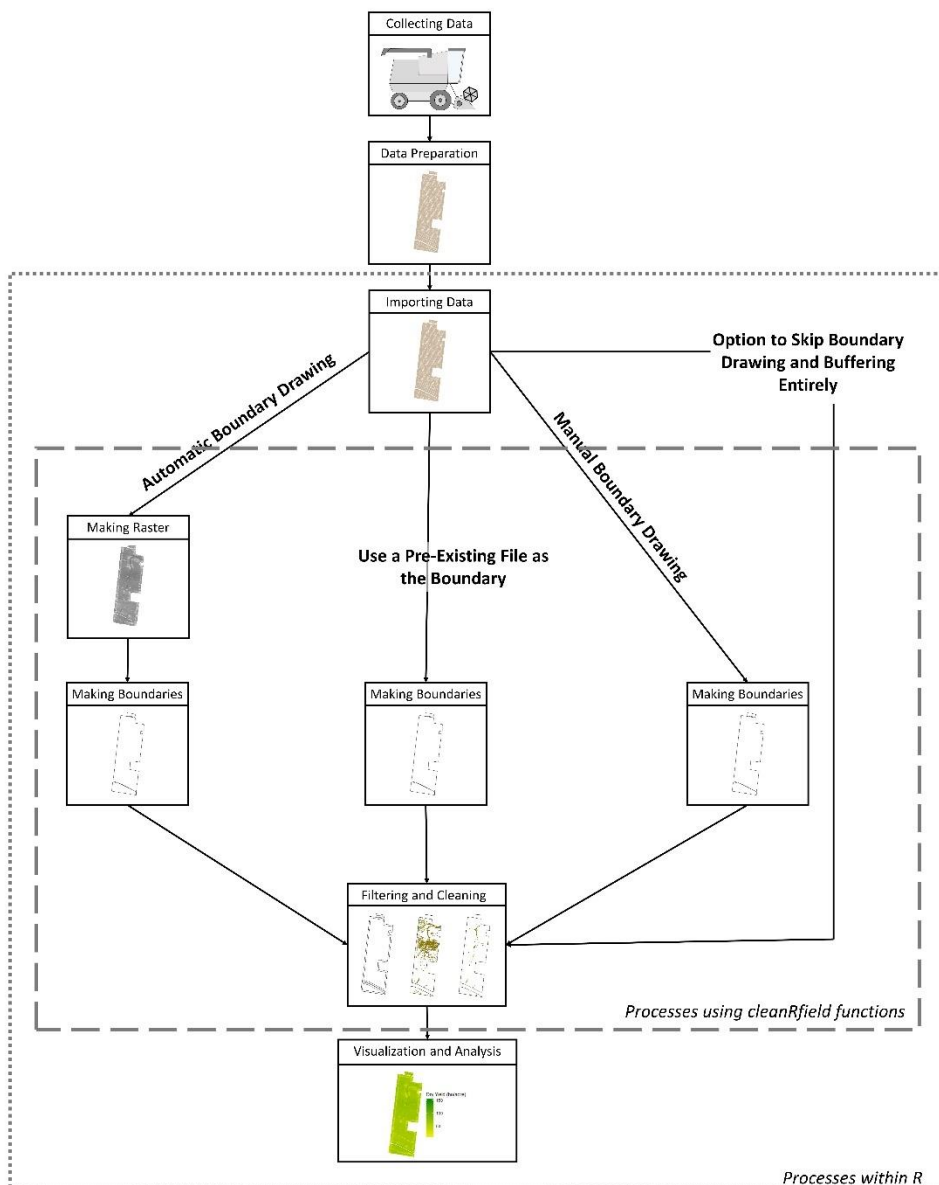 Collecting Data
Data Preparation
Importing Data
Option to Skip Boundary
Drawing and Buffering
Entirely
Automatic Boundary Drawing
Manual Boundary Drawing
Making Raster
Use a Pre-Existing File as
the Boundary
Making Boundaries
Making Boundaries
Making Boundaries
Filtering and Cleaning
Processes using cleanRfield functions
Visualization and Analysis
Processes within R